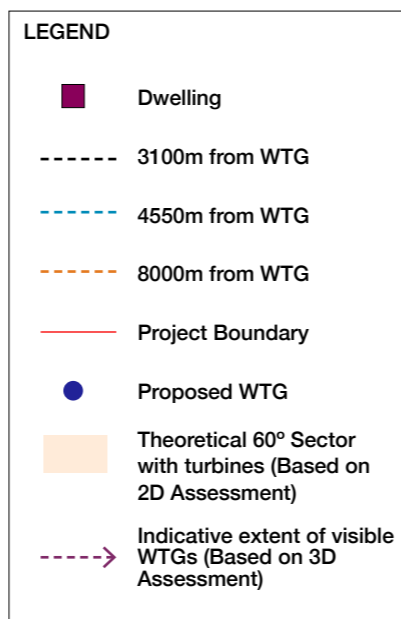 LEGEND
Dwelling
3100m from WTG
4550m from WTG
8000m from WTG
Project Boundary
Proposed WTG
Theoretical 60º Sector
with turbines (Based on
2D Assessment)
Indicative extent of visible
WTGs (Based on 3D
Assessment)